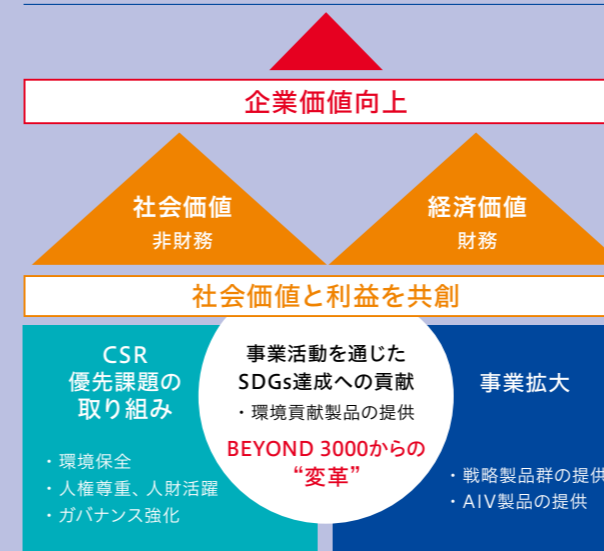 企業価値向上
社会価値
非財務
経済価値
財務
社会価値と利益を共創
CSR
優先課題の
取り組み
・環境保全
・人権尊重、人財活躍
・ガバナンス強化
事業活動を通じた
SDGs達成への貢献
・環境貢献製品の提供
BEYOND 3000からの
“変革”
事業拡大
・戦略製品群の提供
・AIV製品の提供